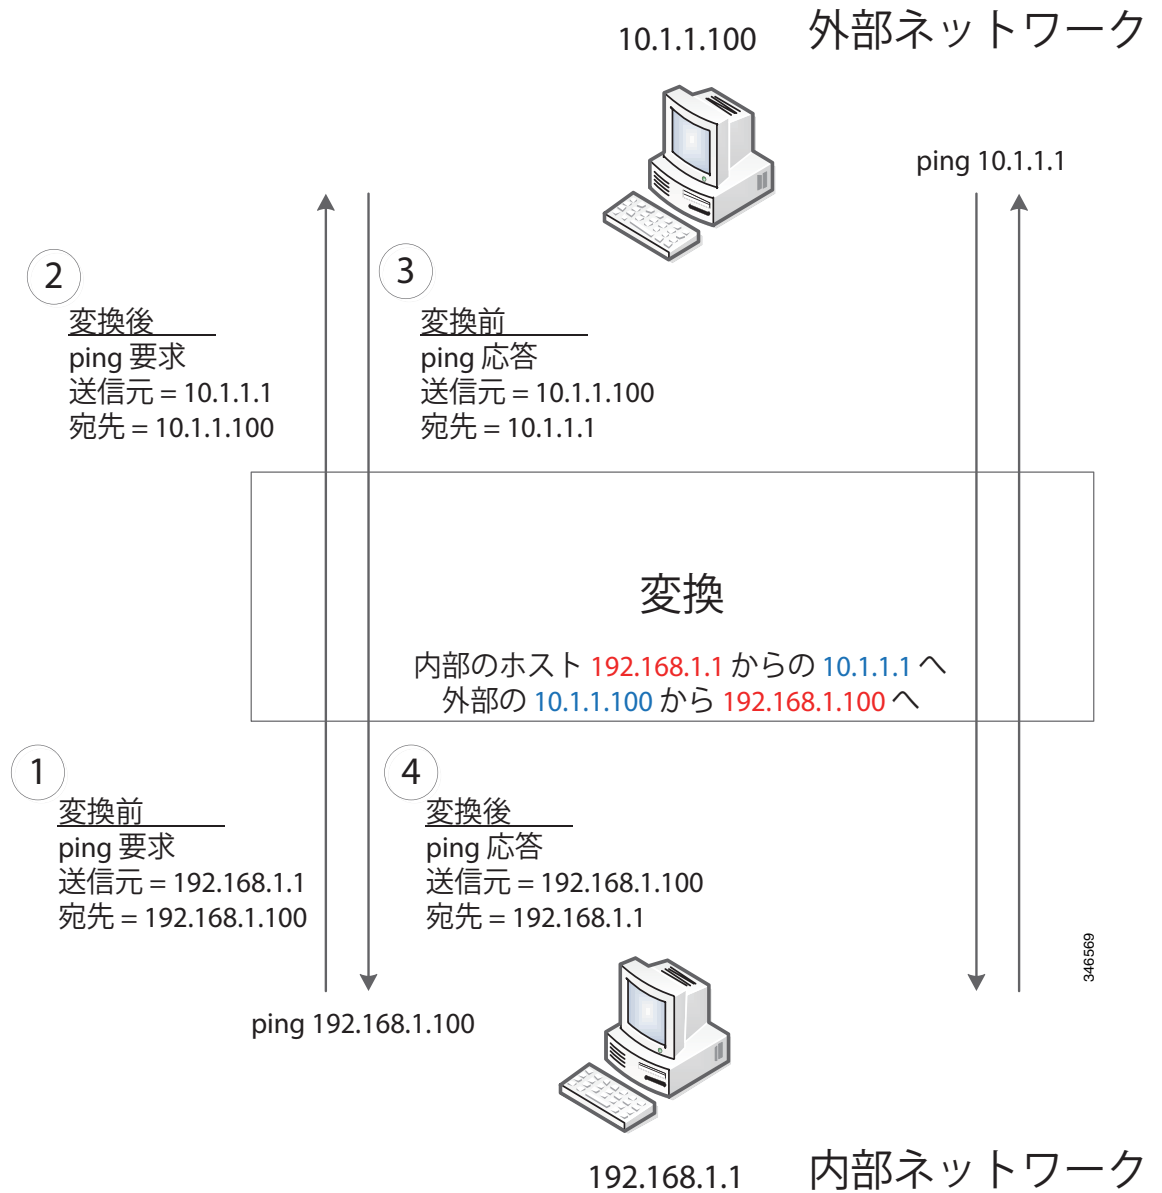 10.1.1.100
外部ネットワーク
ping 10.1.1.1
2
変換後
ping 要求
送信元 = 10.1.1.1
宛先 = 10.1.1.100
3
変換前
ping 応答
送信元 = 10.1.1.100
宛先 = 10.1.1.1
変換
内部のホスト 192.168.1.1 からの 10.1.1.1 へ
外部の 10.1.1.100 から 192.168.1.100 へ
1
変換前
ping 要求
送信元 = 192.168.1.1
宛先 = 192.168.1.100
4
変換後
ping 応答
送信元 = 192.168.1.100
宛先 = 192.168.1.1
346569
ping 192.168.1.100
192.168.1.1
内部ネットワーク